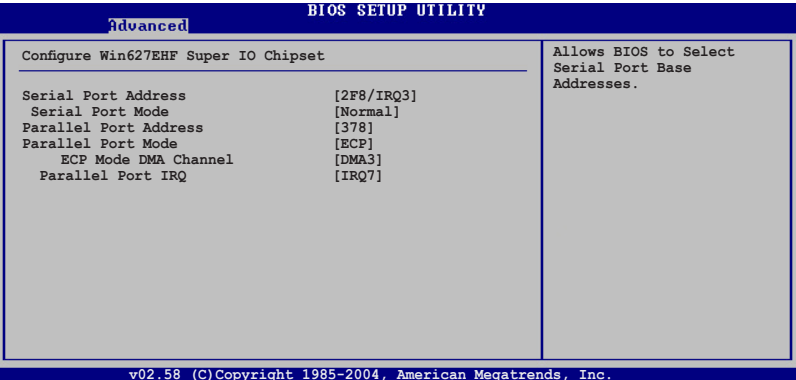 BIOS SETUP UTILITY
Advanced
Configure Win627EHF Super IO Chipset
Serial Port Address [2F8/IRQ3]
Serial Port Mode [Normal]
Parallel Port Address [378]
Parallel Port Mode [ECP]
ECP Mode DMA Channel [DMA3]
Parallel Port IRQ [IRQ7]
Allows BIOS to Select
Serial Port Base
Addresses.
v02.58 (C)Copyright 1985-2004, American Megatrends, Inc.